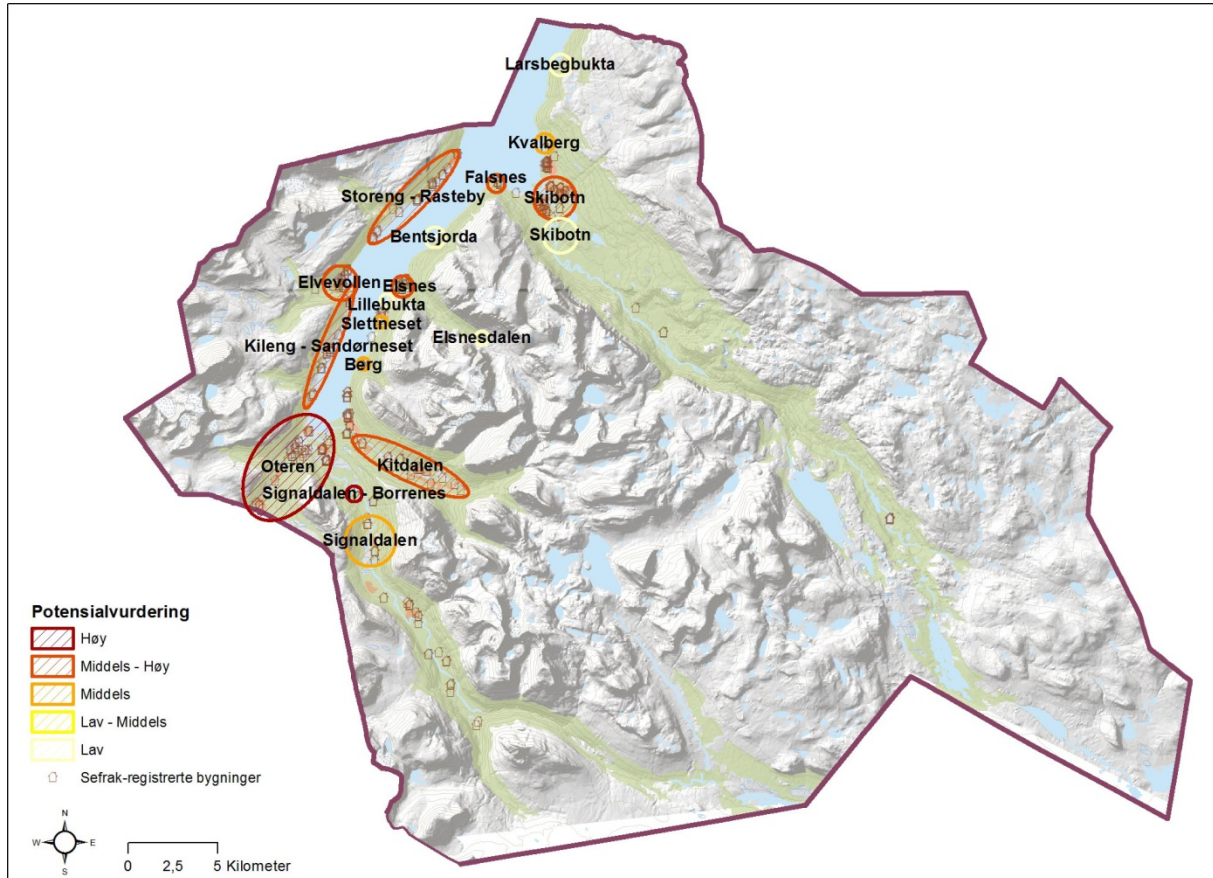 Larsbegbukta
Kvalberg
Falsnes
Storeng - Rasteby
Skibotn
Bentsjorda
Skibotn
Elvevollen
Elsnes
Lillebukta
Slettneset
Elsnesdalen
Kileng - Sandørneset
Berg
Oteren
Kitdalen
Signaldalen - Borrenes
Signaldalen
Potensialvurdering
Høy
Middels - Høy
Middels
Lav - Middels
Lav
Sefrak-registrerte bygninger
N
W E
S
0 2,5 5 Kilometer